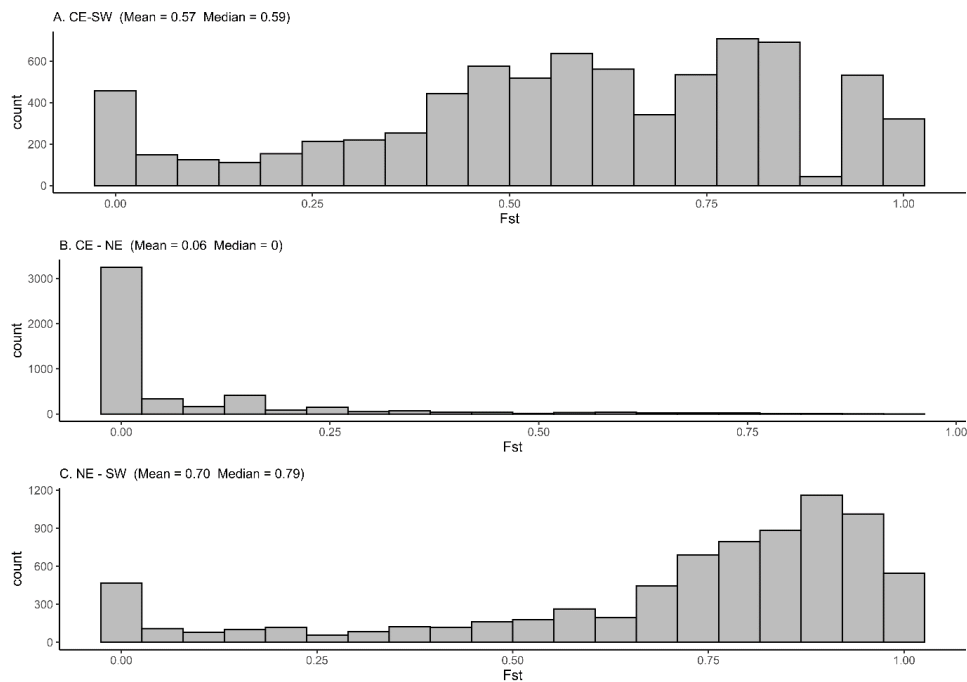 A. CE-SW (Mean = 0.57 Median = 0.59)
600
400
200
0
count
0.00 0.25 0.50 0.75 1.00
Fst
B. CE - NE (Mean = 0.06 Median = 0)
3000
2000
1000
0
count
0.00 0.25 0.50 0.75 1.00
Fst
C. NE - SW (Mean = 0.70 Median = 0.79)
1200
900
600
300
0
count
0.00 0.25 0.50 0.75 1.00
Fst